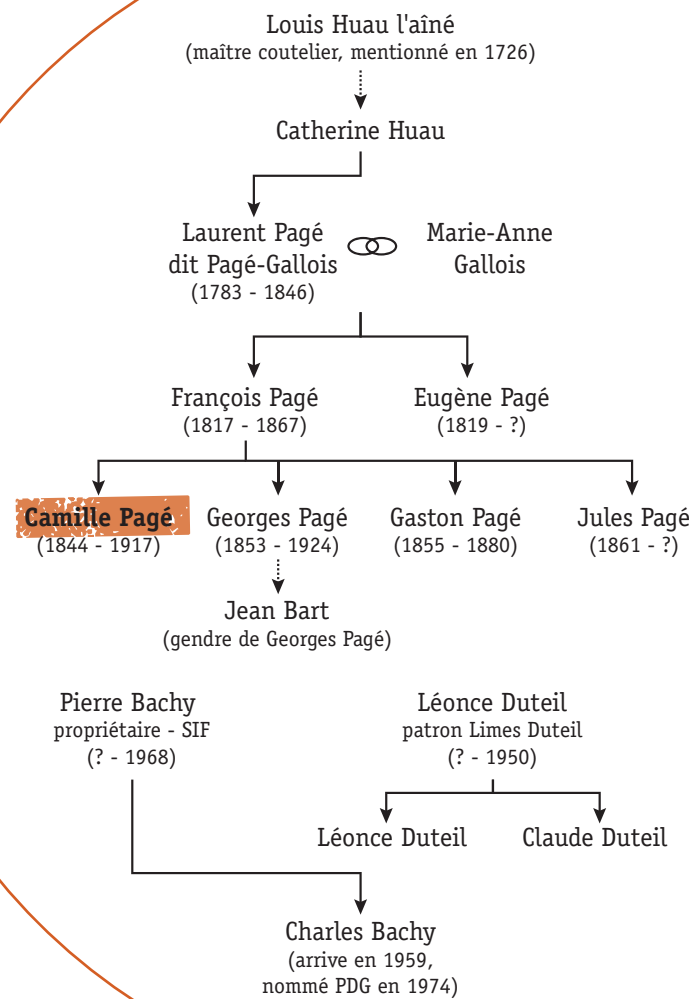 Louis Huau l'aîné
(maître coutelier, mentionné en 1726)
Catherine Huau
Laurent Pagé
dit Pagé-Gallois
(1783 - 1846)
Marie-Anne
Gallois
François Pagé
(1817 - 1867)
Eugène Pagé
(1819 - ?)
Camille Pagé
(1844 - 1917)
Georges Pagé
(1853 - 1924)
Gaston Pagé
(1855 - 1880)
Jules Pagé
(1861 - ?)
Jean Bart
(gendre de Georges Pagé)
Pierre Bachy
propriétaire - SIF
(? - 1968)
Léonce Duteil
patron Limes Duteil
(? - 1950)
Léonce Duteil
Claude Duteil
Charles Bachy
(arrive en 1959,
nommé PDG en 1974)